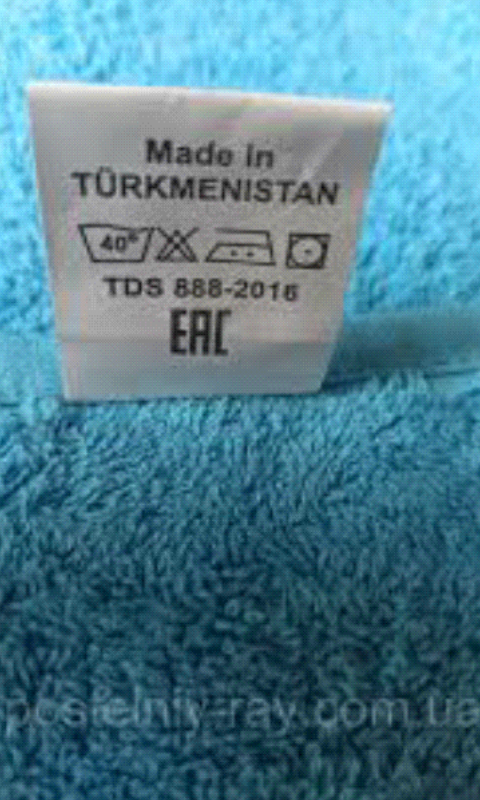 Made in
TÜRKMENISTAN
40°
TDS 888-2016
EAC
postelniy-ray.com.ua